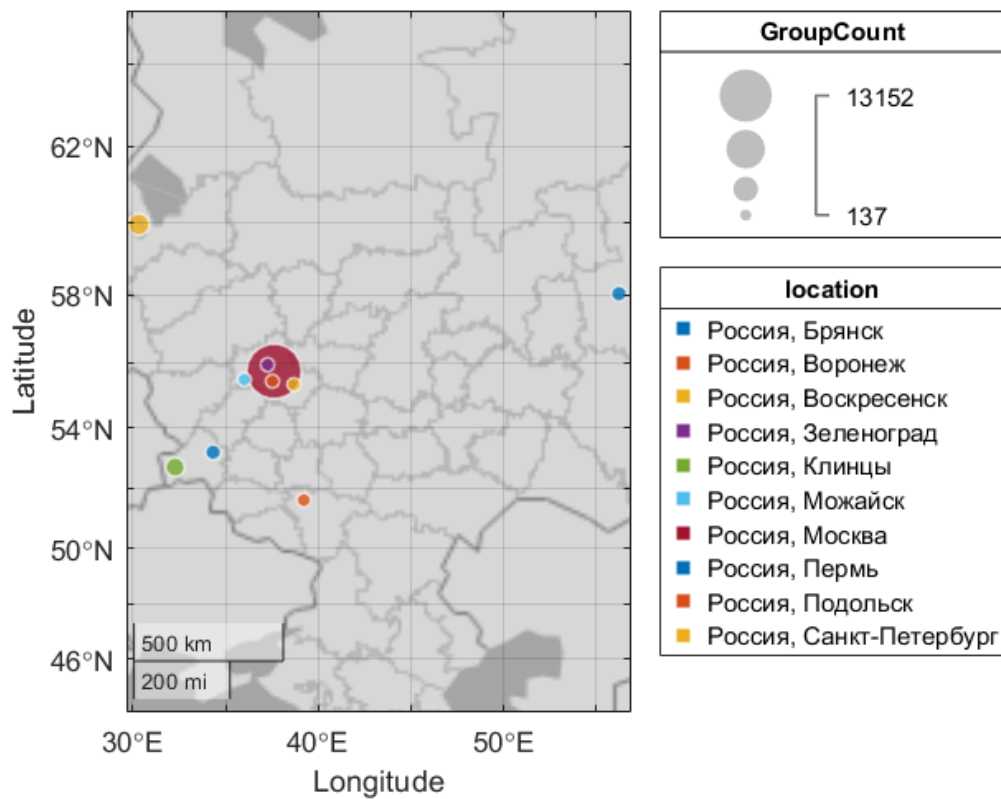 62°N
58°N
54°N
50°N
46°N
Latitude
500 km
200 mi
30°E
40°E
50°E
Longitude
GroupCount
13152
137
location
Россия, Брянск
Россия, Воронеж
Россия, Воскресенск
Россия, Зеленоград
Россия, Клинцы
Россия, Можайск
Россия, Москва
Россия, Пермь
Россия, Подольск
Россия, Санкт-Петербург